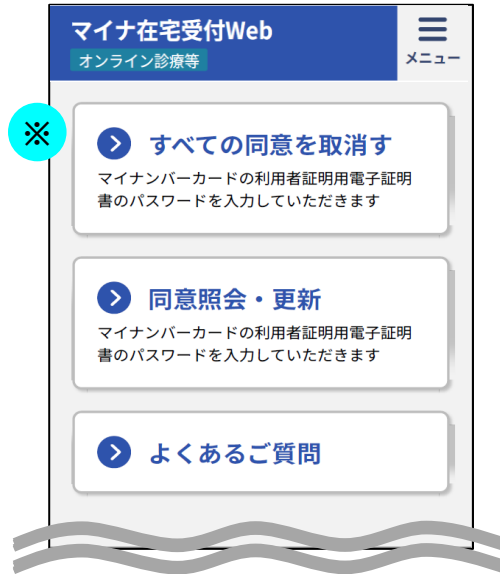 マイナ在宅受付Web
オンライン診療等
メニュー
※
すべての同意を取消す
マイナンバーカードの利用者証明用電子証明
書のパスワードを入力していただきます
同意照会・更新
マイナンバーカードの利用者証明用電子証明
書のパスワードを入力していただきます
よくあるご質問